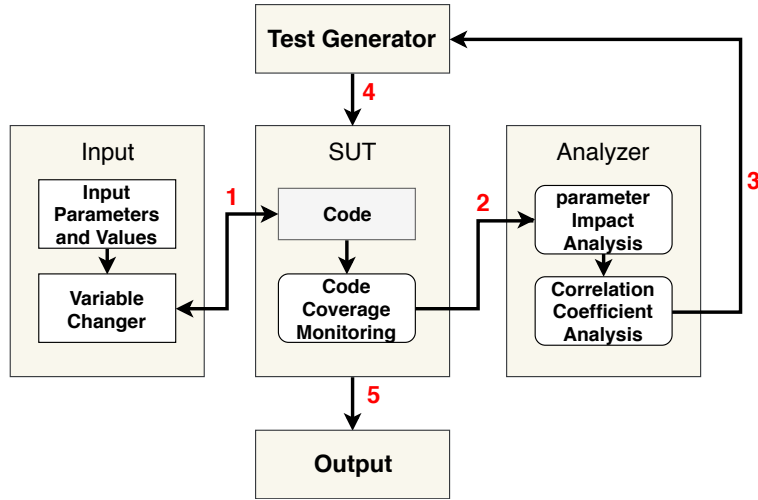 Test Generator
4
Input
Input
Parameters
and Values
Variable
Changer
1
SUT
Code
Code
Coverage
Monitoring
2
Analyzer
parameter
Impact
Analysis
Correlation
Coefficient
Analysis
3
5
Output